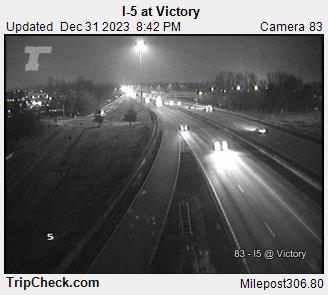 I-5 at Victory
Updated Dec 31 2023 8:42 PM Camera 83
T
S
83 - I5 @ Victory
TripCheck.com Milepost306.80